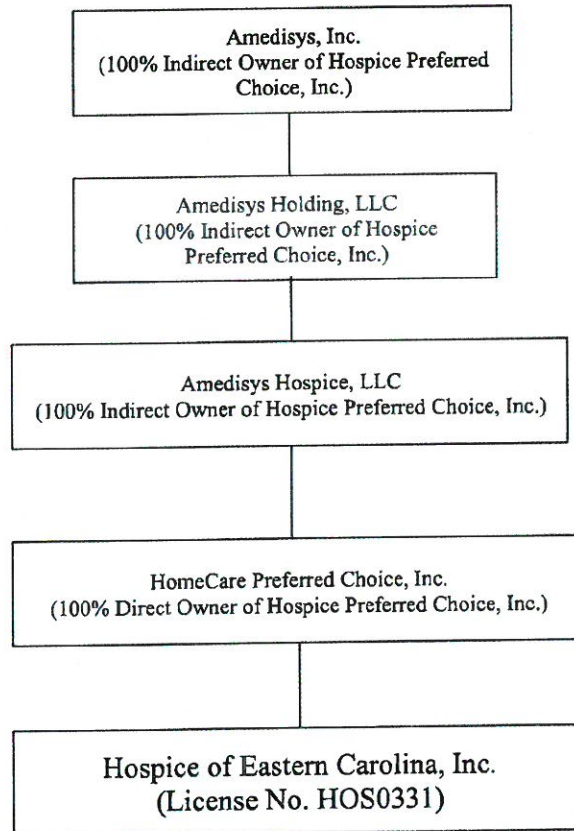 Amedisys, Inc.
(100% Indirect Owner of Hospice Preferred
Choice, Inc.)
Amedisys Holding, LLC
(100% Indirect Owner of Hospice
Preferred Choice, Inc.)
Amedisys Hospice, LLC
(100% Indirect Owner of Hospice Preferred Choice, Inc.)
HomeCare Preferred Choice, Inc.
(100% Direct Owner of Hospice Preferred Choice, Inc.)
Hospice of Eastern Carolina, Inc.
(License No. HOS0331)